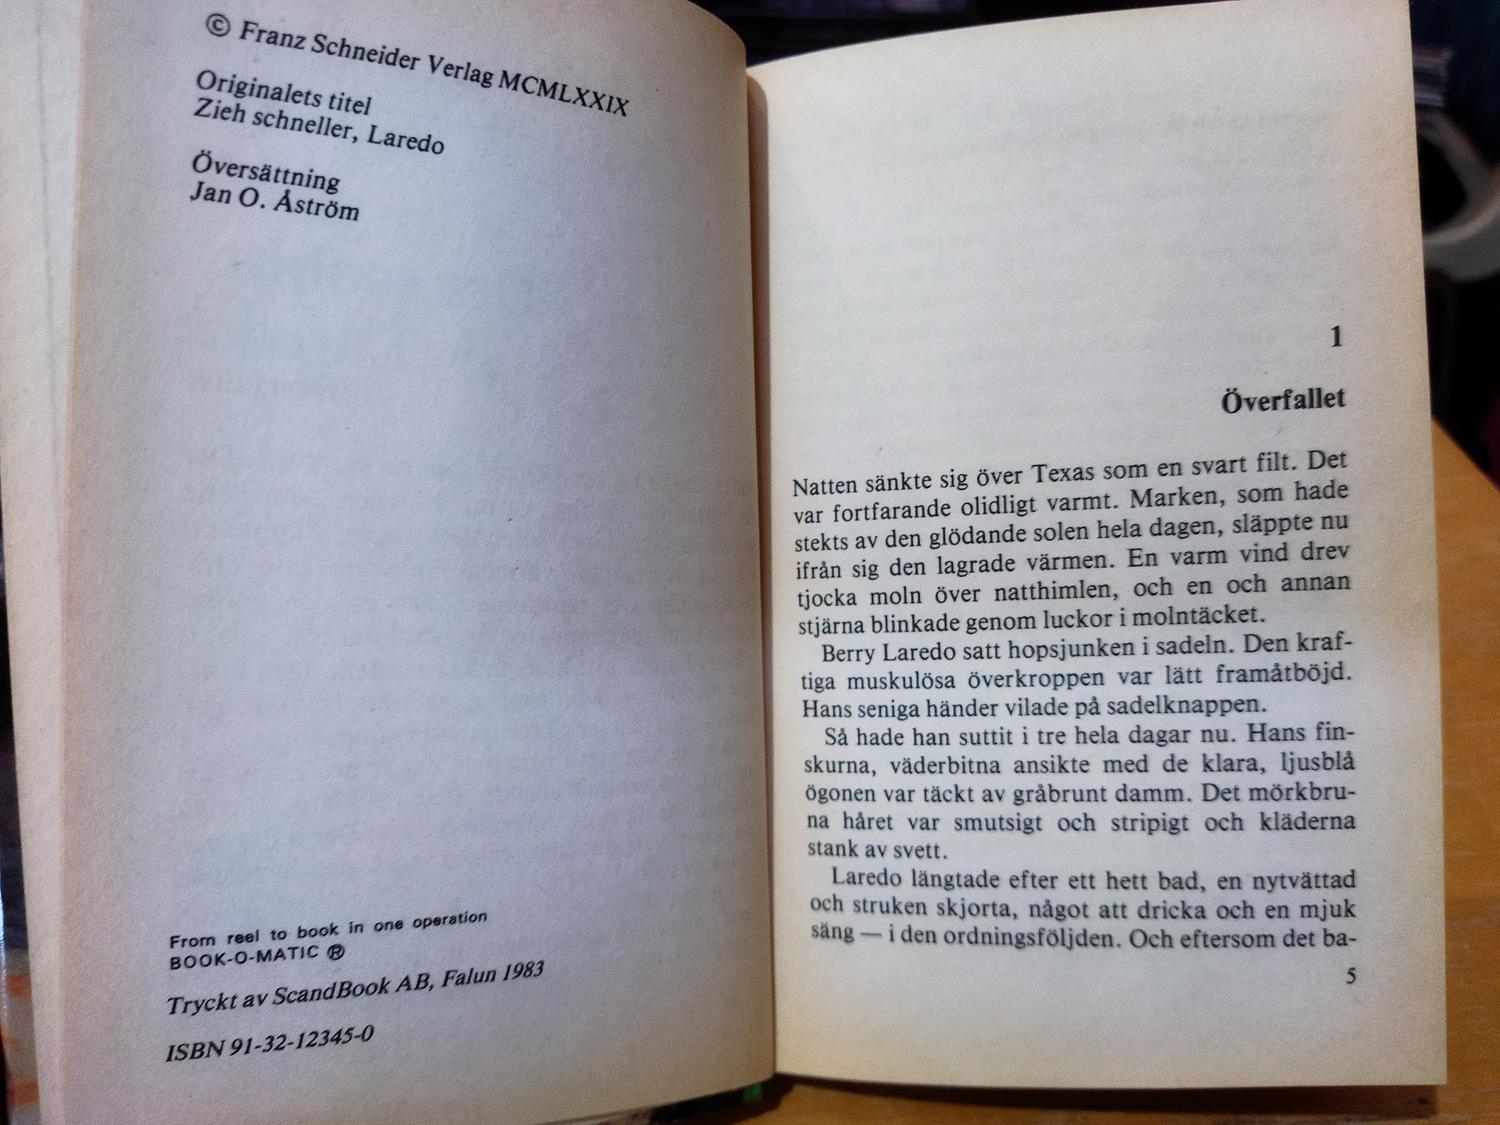 © Franz Schneider Verlag MCMLXXIX
Originalets titel
Zieh schneller, Laredo
Översättning
Jan O. Åström
From reel to book in one operation
BOOK-O-MATIC ®
Tryckt av ScandBook AB, Falun 1983
ISBN 91-32-12345-0
1
Överfallet
Natten sänkte sig över Texas som en svart filt. Det
var fortfarande olidligt varmt. Marken, som hade
stekts av den glödande solen hela dagen, släppte nu
ifrån sig den lagrade värmen. En varm vind drev
tjocka moln över natthimlen, och en och annan
stjärna blinkade genom luckor i molntäcket.
Berry Laredo satt hopsjunken i sadeln. Den kraf-
tiga muskulösa överkroppen var lätt framåtböjd.
Hans seniga händer vilade på sadelknappen.
Så hade han suttit i tre hela dagar nu. Hans fin-
skurna, väderbitna ansikte med de klara, ljusblå
ögonen var täckt av gråbrunt damm. Det mörkbru-
na håret var smutsigt och stripigt och kläderna
stank av svett.
Laredo längtade efter ett hett bad, en nytvättad
och struken skjorta, något att dricka och en mjuk
säng — i den ordningsföljden. Och eftersom det ba-
5